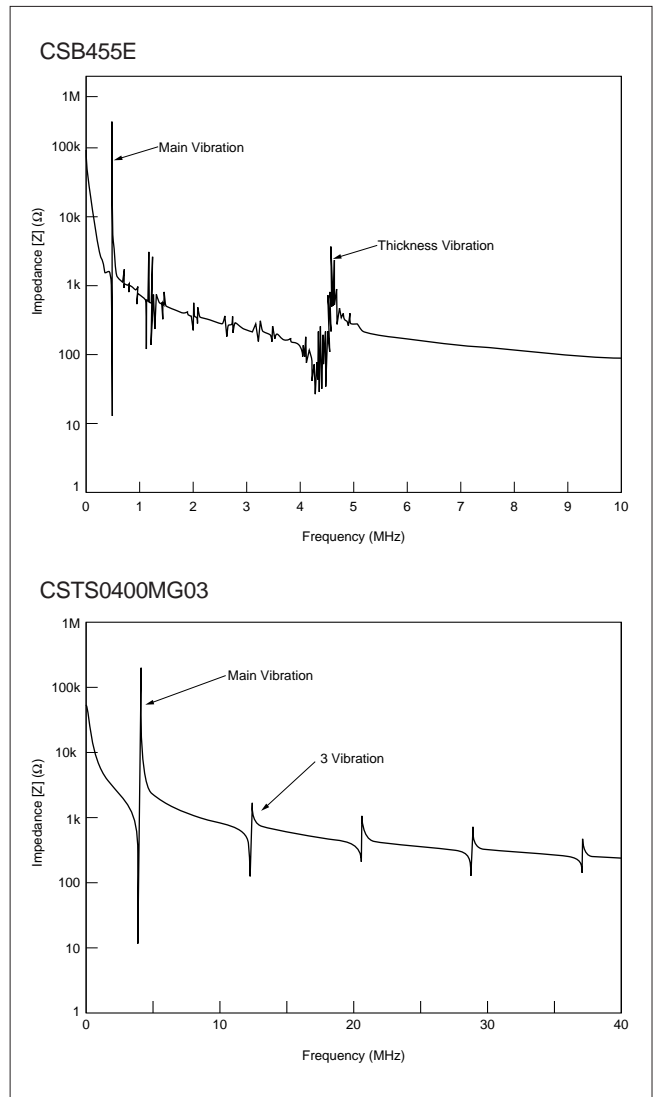 CSB455E
1M
100k
10k
1k
100
10
1
Impedance [Z] (Ω)
Main Vibration
Thickness Vibration
0 1 2 3 4 5 6 7 8 9 10
Frequency (MHz)
CSTS0400MG03
1M
100k
10k
1k
100
10
1
Impedance [Z] (Ω)
Main Vibration
3 Vibration
0 10 20 30 40
Frequency (MHz)